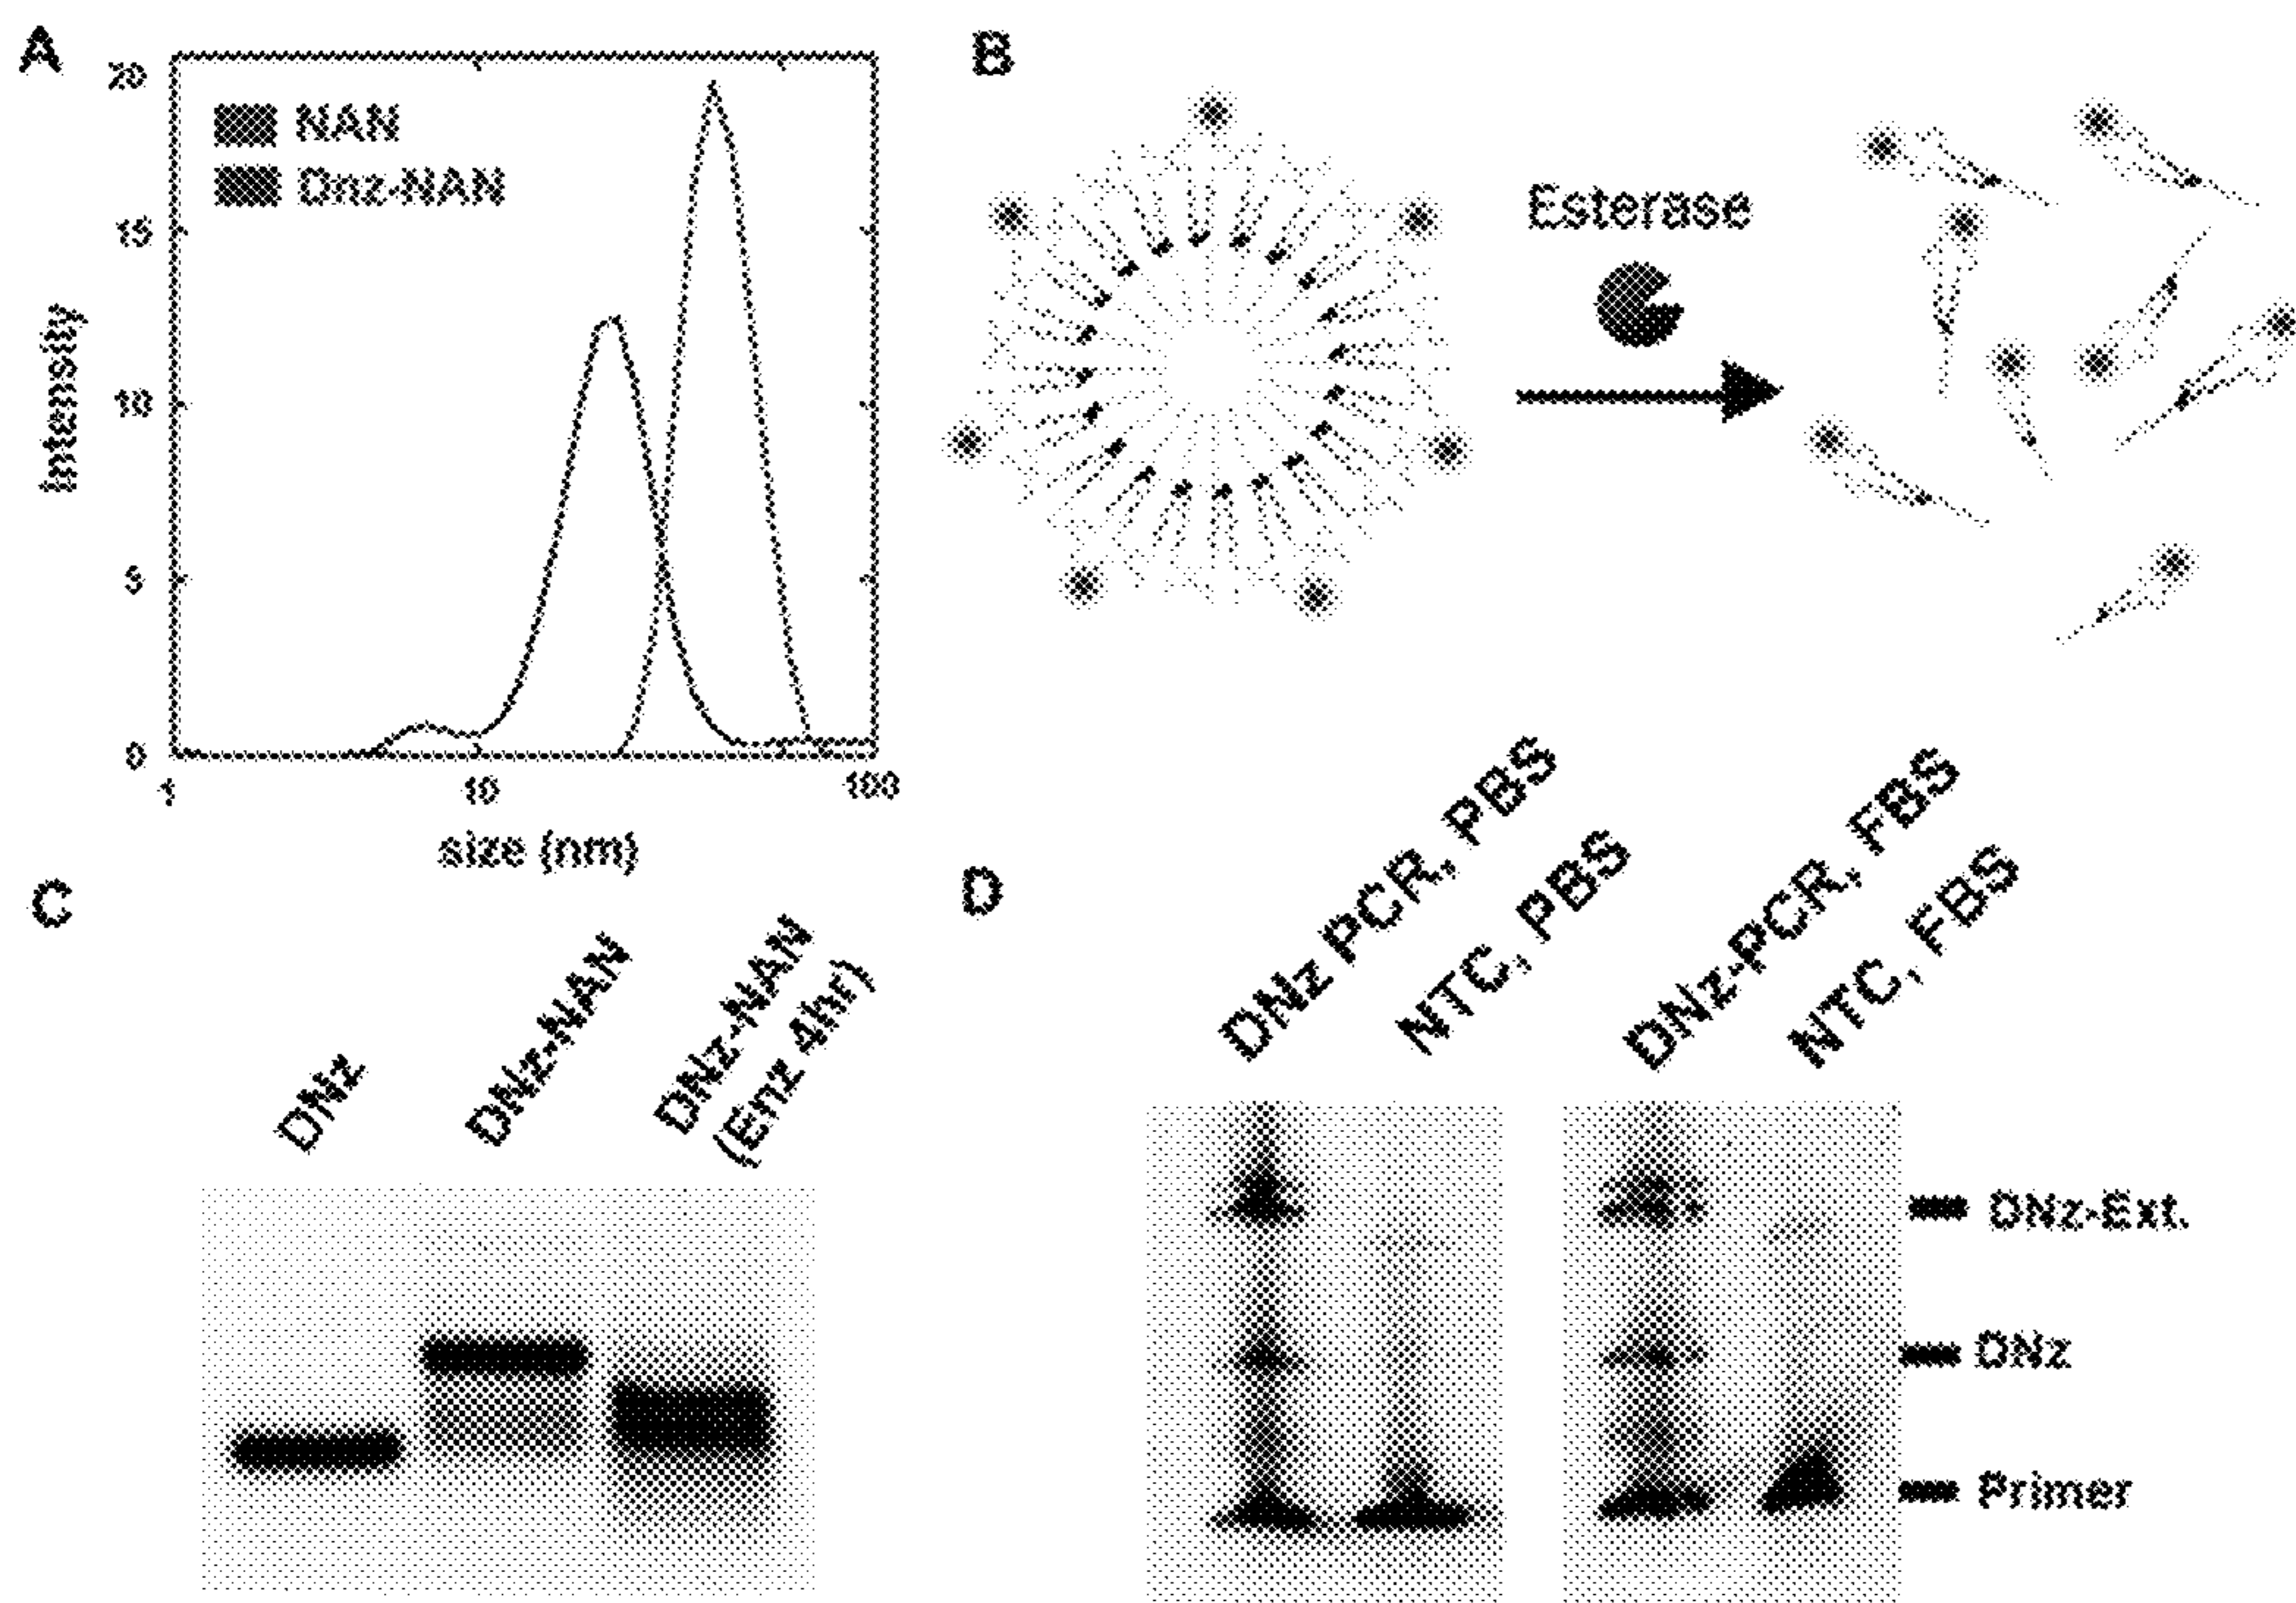 A
20
15
10
5
0
Intensity
NAN
Dnz-NAN
1
10
100
size (nm)
B
Esterase
C
DNz
DNz-NAN
DNz-NAN
(Enz 4hr)
D
DNz PCR, PBS
NTC, PBS
DNz-PCR, FBS
NTC, FBS
DNz-Ext.
DNz
Primer